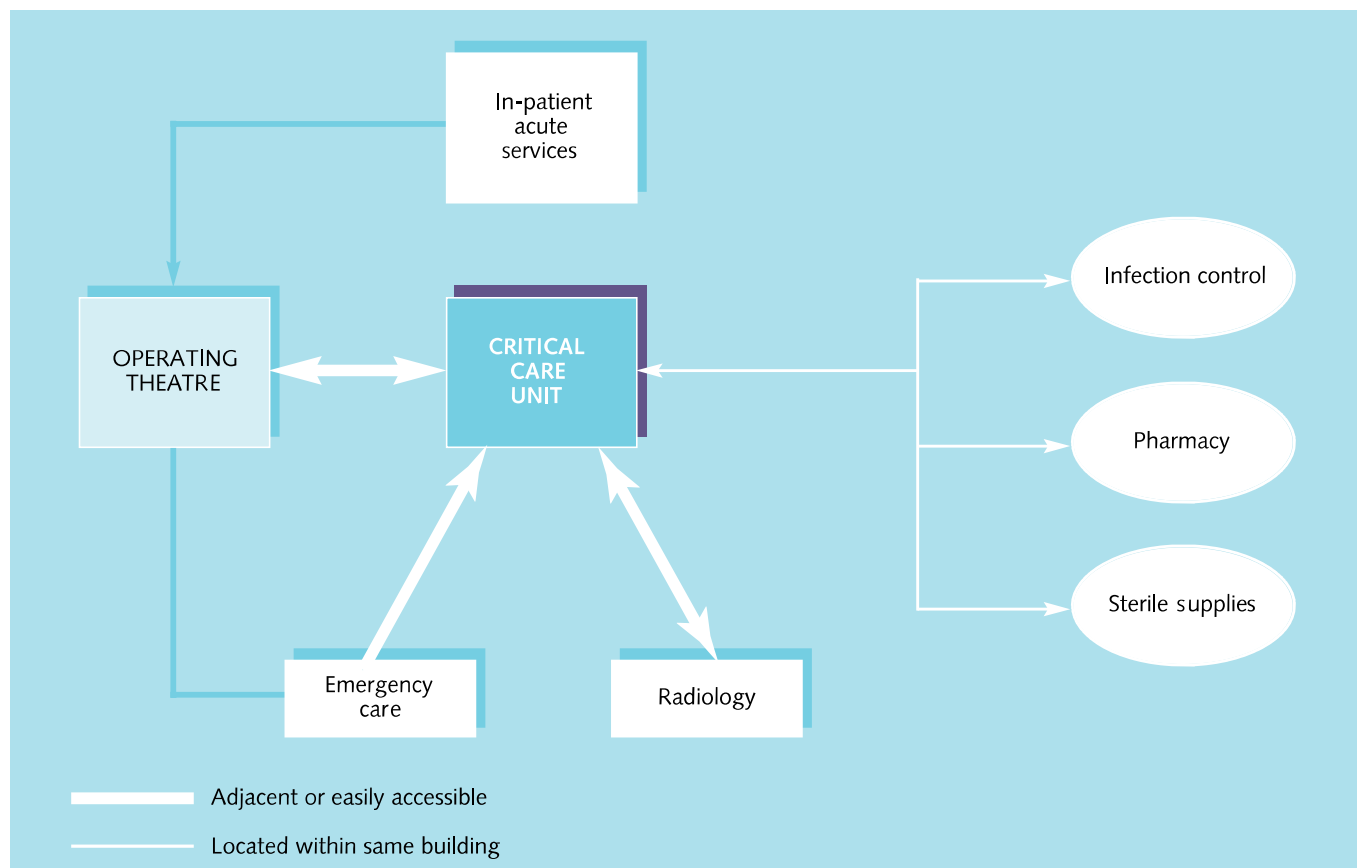 In-patient
acute
services
Infection control
OPERATING
THEATRE
CRITICAL
CARE
UNIT
Pharmacy
Sterile supplies
Emergency
care
Radiology
Adjacent or easily accessible
Located within same building